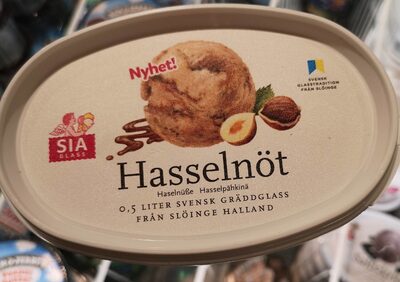 Nyhet!
SVENSK
GLASSTRADITION
FRÅN SLÖINGE
SIA
GLASS
Hasselnöt
Haselnüße Hasselpähkinä
0,5 LITER SVENSK GRÄDDGLASS
FRÅN SLÖINGE HALLAND